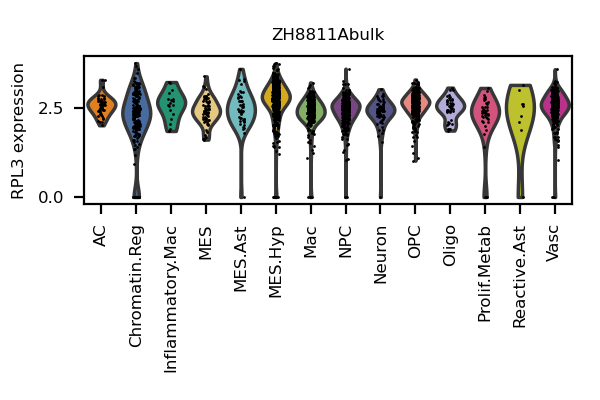 ZH8811Abulk
RPL3 expression
2.5
0.0
AC
Chromatin.Reg
Inflammatory.Mac
MES
MES.Ast
MES.Hyp
Mac
NPC
Neuron
OPC
Oligo
Prolif.Metab
Reactive.Ast
Vasc